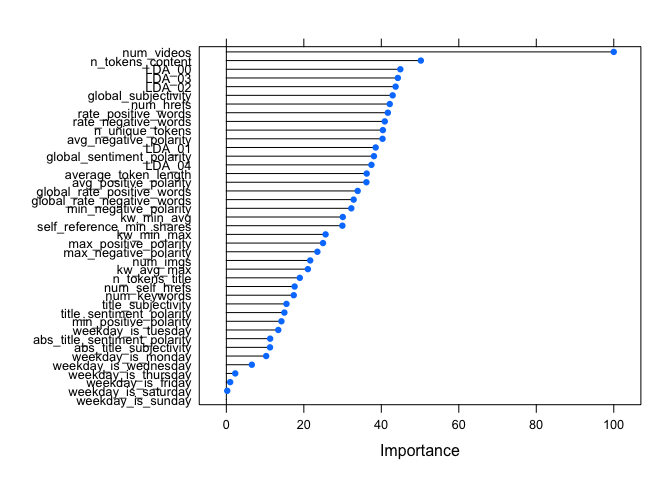 num_videos
n_tokens_content
LDA_00
LDA_03
LDA_02
global_subjectivity
num_hrefs
rate_positive_words
rate_negative_words
n_unique_tokens
avg_negative_polarity
LDA_01
global_sentiment_polarity
LDA_04
average_token_length
avg_positive_polarity
global_rate_positive_words
global_rate_negative_words
min_negative_polarity
kw_min_avg
self_reference_min_shares
kw_min_max
max_positive_polarity
max_negative_polarity
num_imgs
kw_avg_max
n_tokens_title
num_self_hrefs
num_keywords
title_subjectivity
title_sentiment_polarity
min_positive_polarity
weekday_is_tuesday
abs_title_sentiment_polarity
abs_title_subjectivity
weekday_is_monday
weekday_is_wednesday
weekday_is_thursday
weekday_is_friday
weekday_is_saturday
weekday_is_sunday
0 20 40 60 80 100
Importance